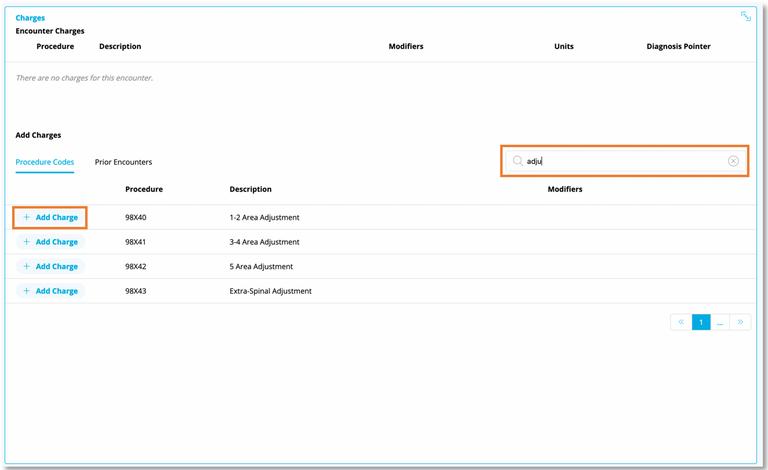 Charges
Encounter Charges
Procedure Description Modifiers Units Diagnosis Pointer
There are no charges for this encounter.
Add Charges
Procedure Codes Prior Encounters adju
Procedure Description Modifiers
+ Add Charge 98X40 1-2 Area Adjustment
+ Add Charge 98X41 3-4 Area Adjustment
+ Add Charge 98X42 5 Area Adjustment
+ Add Charge 98X43 Extra-Spinal Adjustment
« 1 ... »